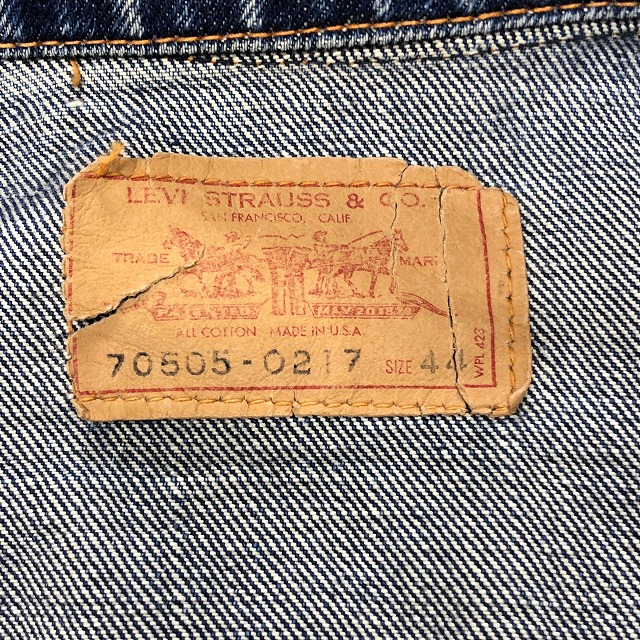 LEVI STRAUSS & CO.
SAN FRANCISCO, CALIF.
TRADE MARK
ALL COTTON MADE IN U.S.A.
70505-0217 SIZE 44
WPL 423